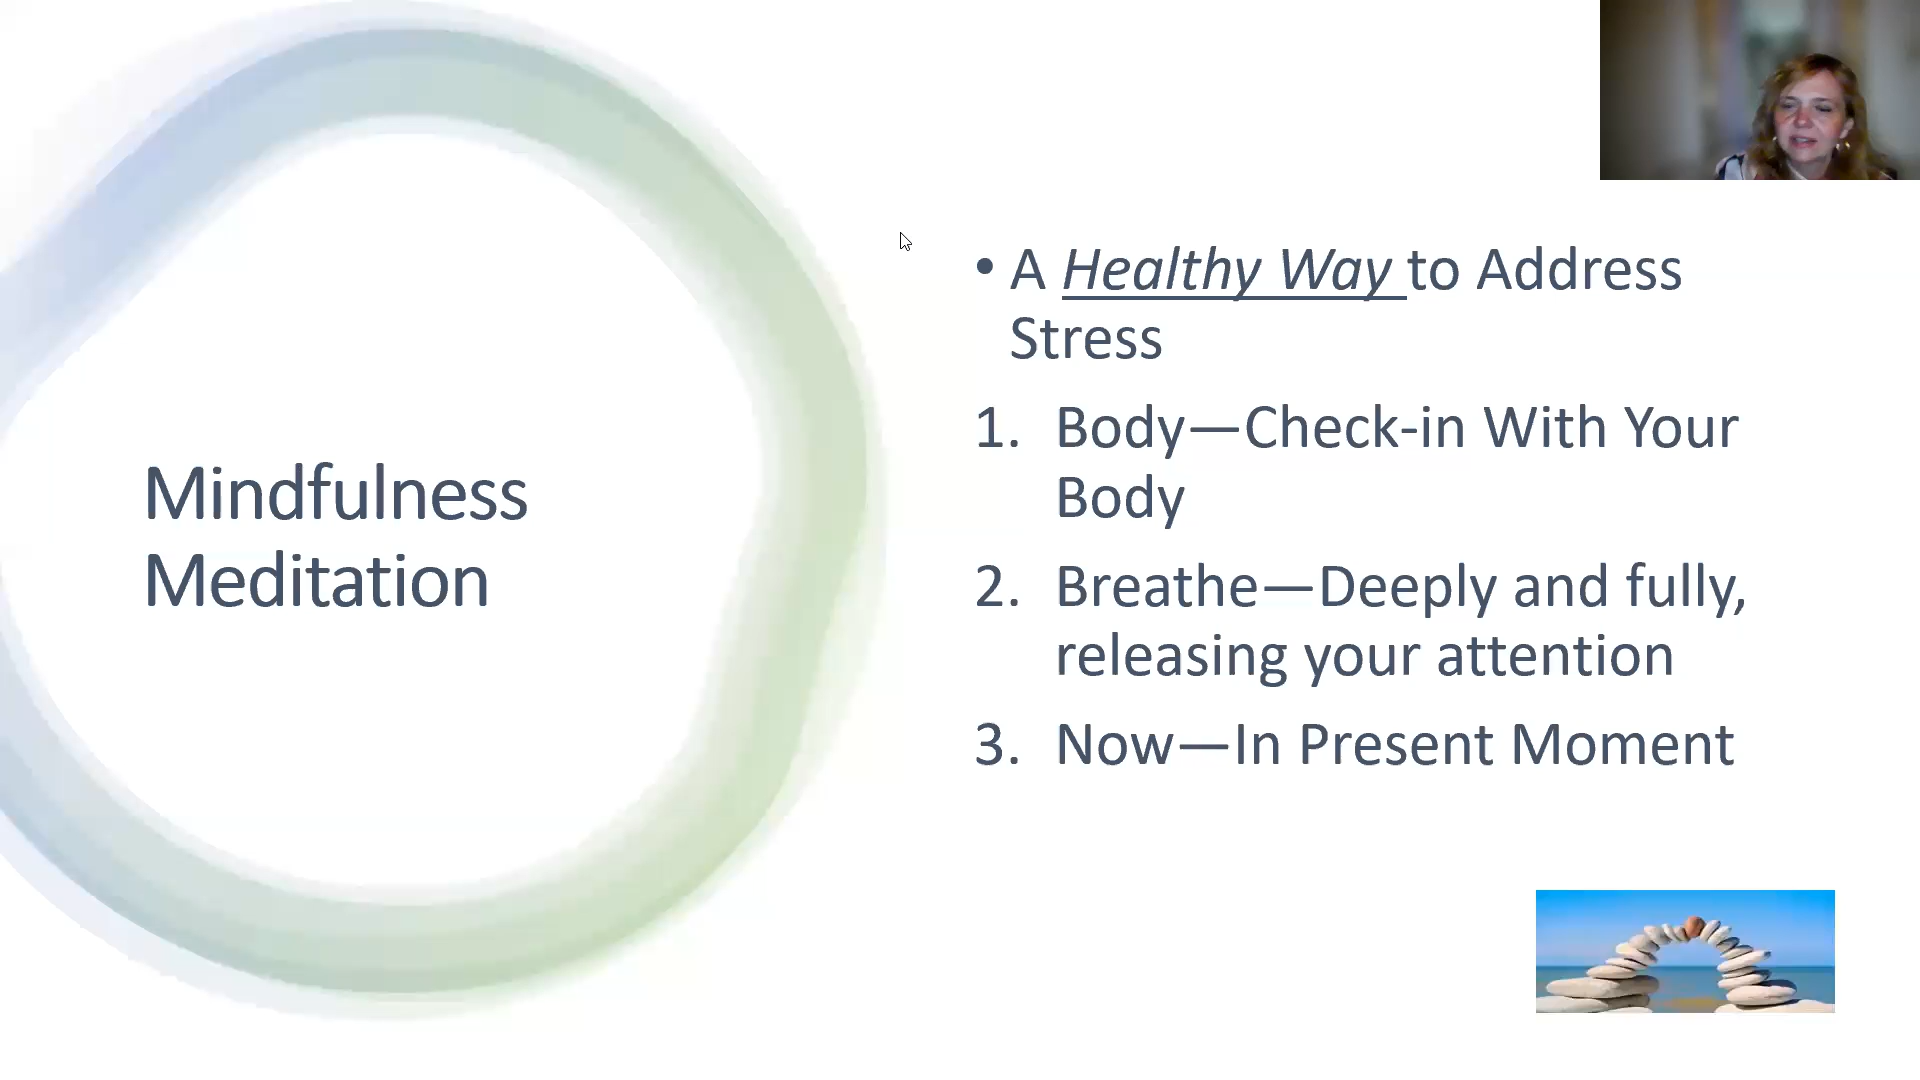 Mindfulness
Meditation
• A Healthy Way to Address
Stress
1. Body—Check-in With Your
Body
2. Breathe—Deeply and fully,
releasing your attention
3. Now—In Present Moment